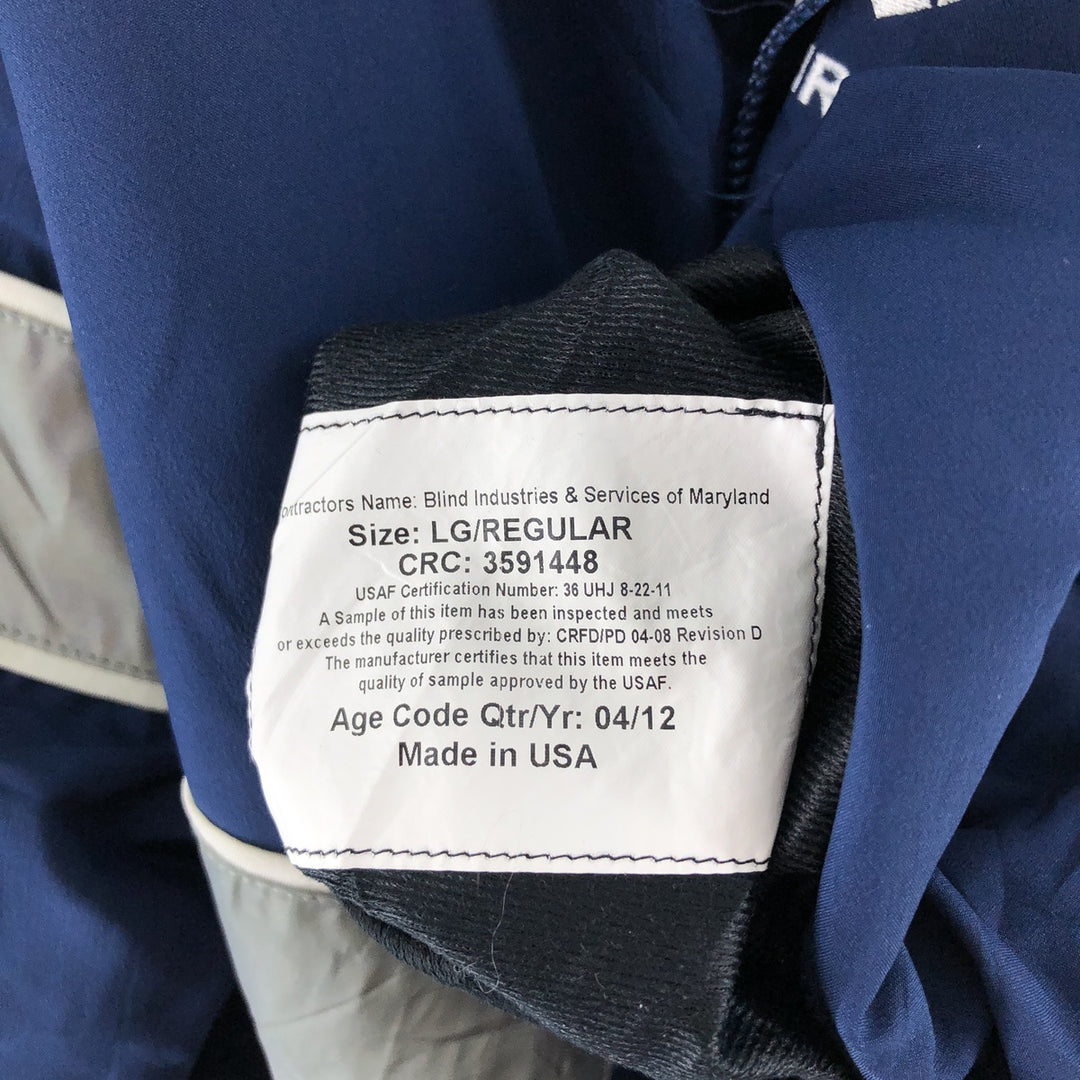 IR
ontractors Name: Blind Industries & Services of Maryland
Size: LG/REGULAR
CRC: 3591448
USAF Certification Number: 36 UHJ 8-22-11
A Sample of this item has been inspected and meets
or exceeds the quality prescribed by: CRFD/PD 04-08 Revision D
The manufacturer certifies that this item meets the
quality of sample approved by the USAF.
Age Code Qtr/Yr: 04/12
Made in USA